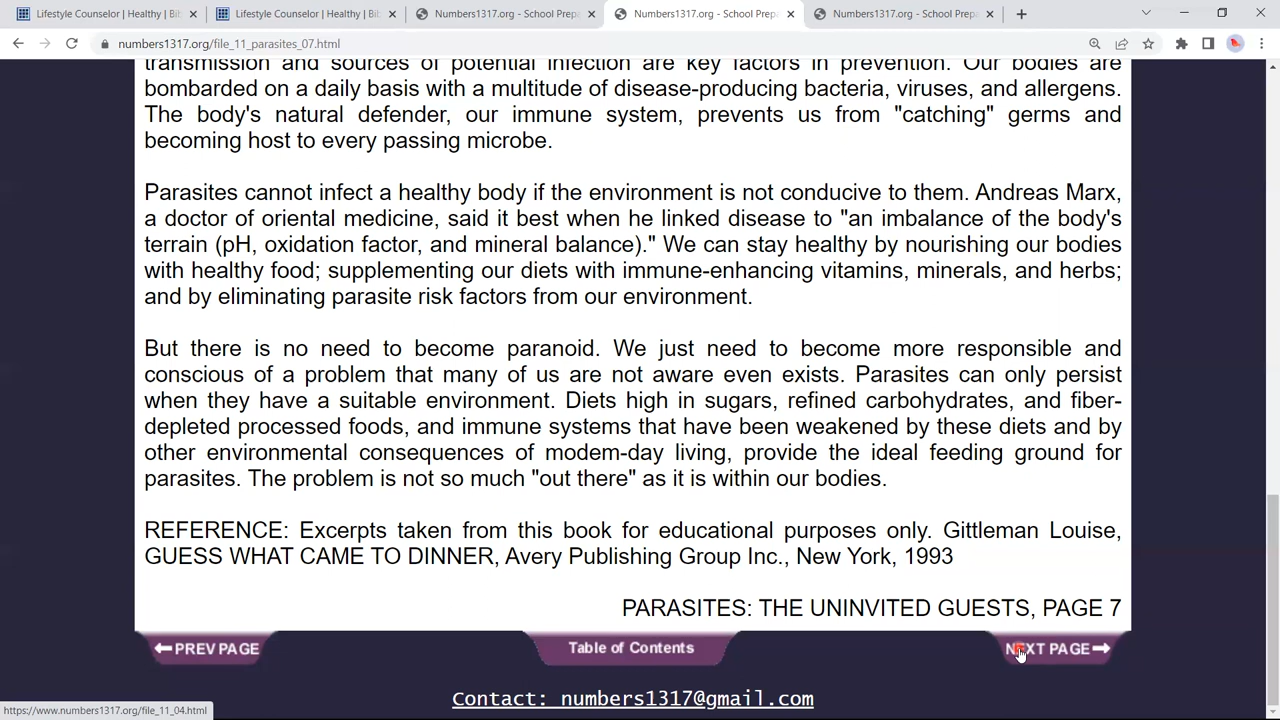 Lifestyle Counselor | Healthy | Bib
Lifestyle Counselor | Healthy | Bib
Numbers1317.org - School Prepa
Numbers1317.org - School Prepa
Numbers1317.org - School Prepa
numbers1317.org/file_11_parasites_07.html
transmission and sources of potential infection are key factors in prevention. Our bodies are
bombarded on a daily basis with a multitude of disease-producing bacteria, viruses, and allergens.
The body's natural defender, our immune system, prevents us from "catching" germs and
becoming host to every passing microbe.
Parasites cannot infect a healthy body if the environment is not conducive to them. Andreas Marx,
a doctor of oriental medicine, said it best when he linked disease to "an imbalance of the body's
terrain (pH, oxidation factor, and mineral balance)." We can stay healthy by nourishing our bodies
with healthy food; supplementing our diets with immune-enhancing vitamins, minerals, and herbs;
and by eliminating parasite risk factors from our environment.
But there is no need to become paranoid. We just need to become more responsible and
conscious of a problem that many of us are not aware even exists. Parasites can only persist
when they have a suitable environment. Diets high in sugars, refined carbohydrates, and fiber-
depleted processed foods, and immune systems that have been weakened by these diets and by
other environmental consequences of modem-day living, provide the ideal feeding ground for
parasites. The problem is not so much "out there" as it is within our bodies.
REFERENCE: Excerpts taken from this book for educational purposes only. Gittleman Louise,
GUESS WHAT CAME TO DINNER, Avery Publishing Group Inc., New York, 1993
PARASITES: THE UNINVITED GUESTS, PAGE 7
PREV PAGE
Table of Contents
NEXT PAGE
Contact: numbers1317@gmail.com
https://www.numbers1317.org/file_11_04.html